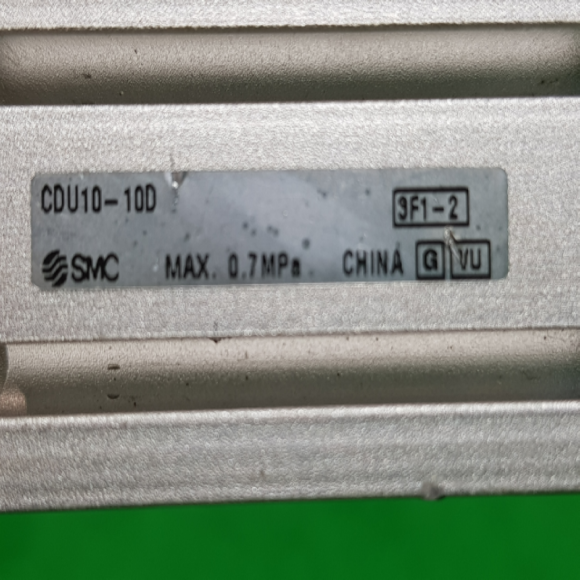 CDU10-10D 3F1-2
SMC MAX. 0.7MPa CHINA G VU